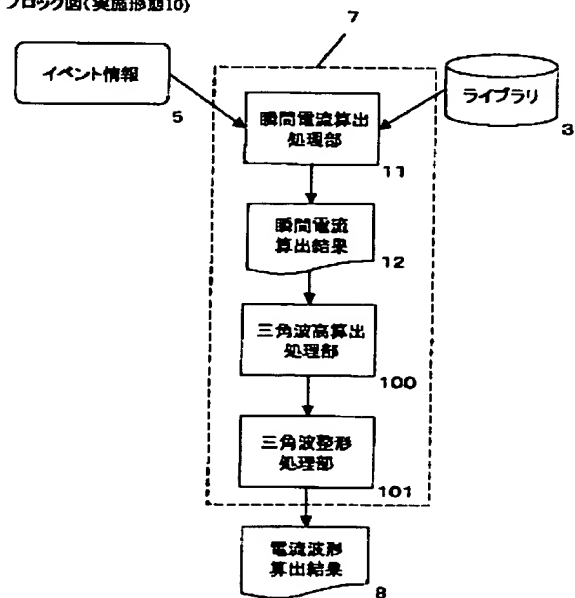 ブロック図(実施形態10)
7
イベント情報
5
ライブラリ
3
瞬間電流算出
処理部
11
瞬間電流
算出結果
12
三角波高算出
処理部
100
三角波整形
処理部
101
電流波形
算出結果
8